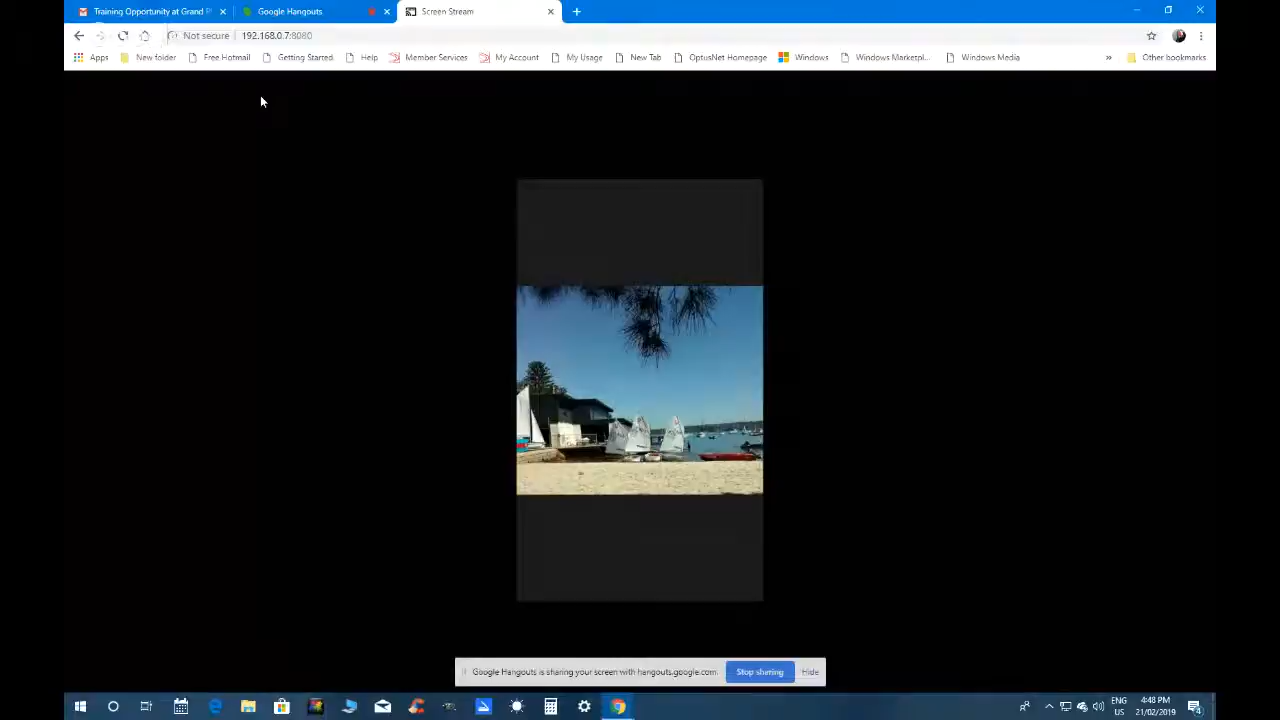 Training Opportunity at Grand P
Google Hangouts
Screen Stream
Not secure
192.168.0.7:8080
Apps
New folder
Free Hotmail
Getting Started
Help
Member Services
My Account
My Usage
New Tab
OptusNet Homepage
Windows
Windows Marketpl...
Windows Media
»
Other bookmarks
Google Hangouts is sharing your screen with hangouts.google.com.
Stop sharing
Hide
ENG
US
4:48 PM
21/02/2019